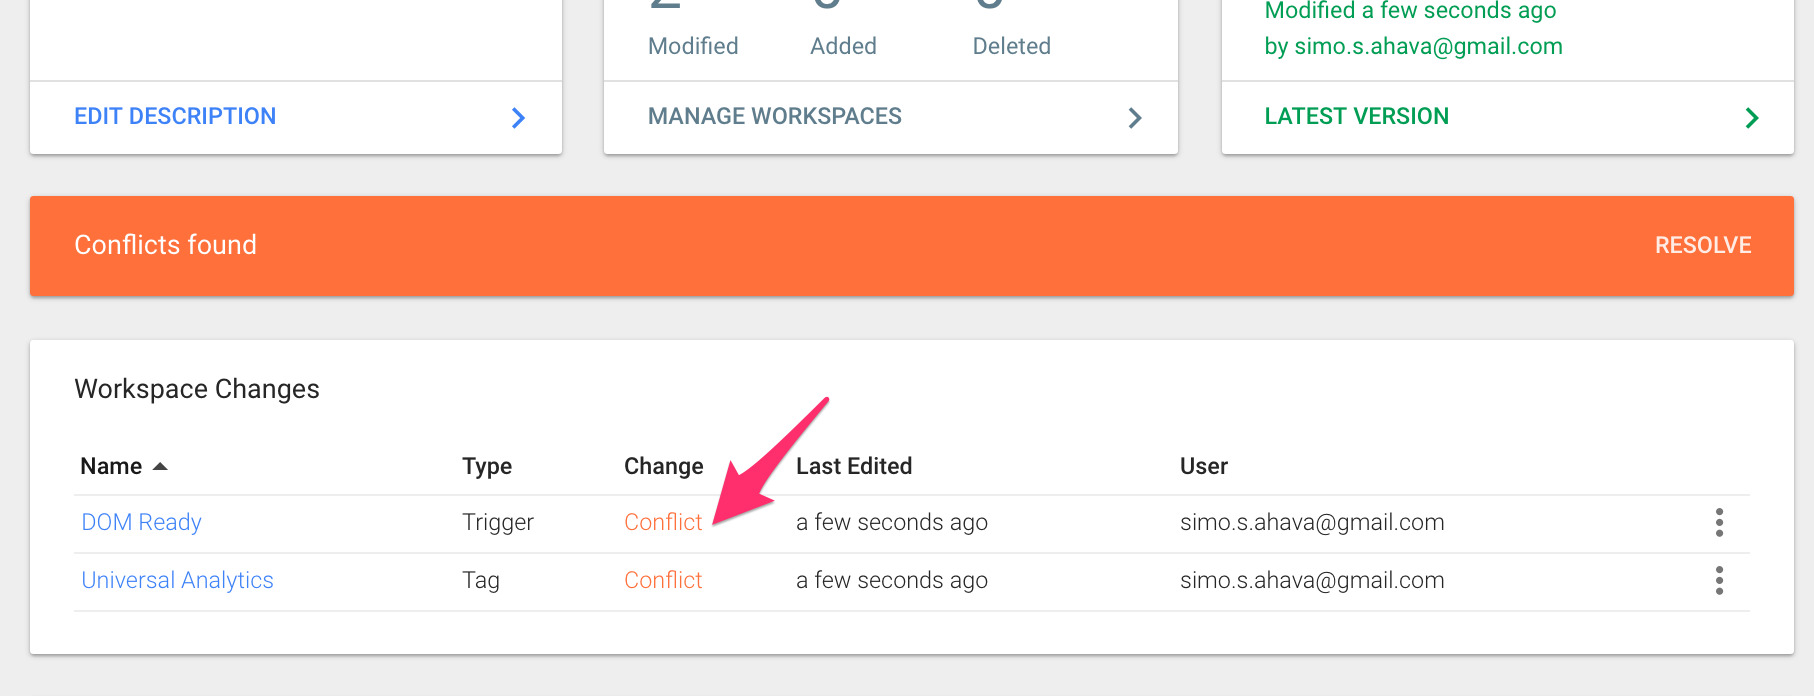 Modified a few seconds ago
Modified Added Deleted
by simo.s.ahava@gmail.com
EDIT DESCRIPTION
MANAGE WORKSPACES
LATEST VERSION
Conflicts found
RESOLVE
Workspace Changes
Name Type Change Last Edited User
DOM Ready Trigger Conflict a few seconds ago simo.s.ahava@gmail.com
Universal Analytics Tag Conflict a few seconds ago simo.s.ahava@gmail.com